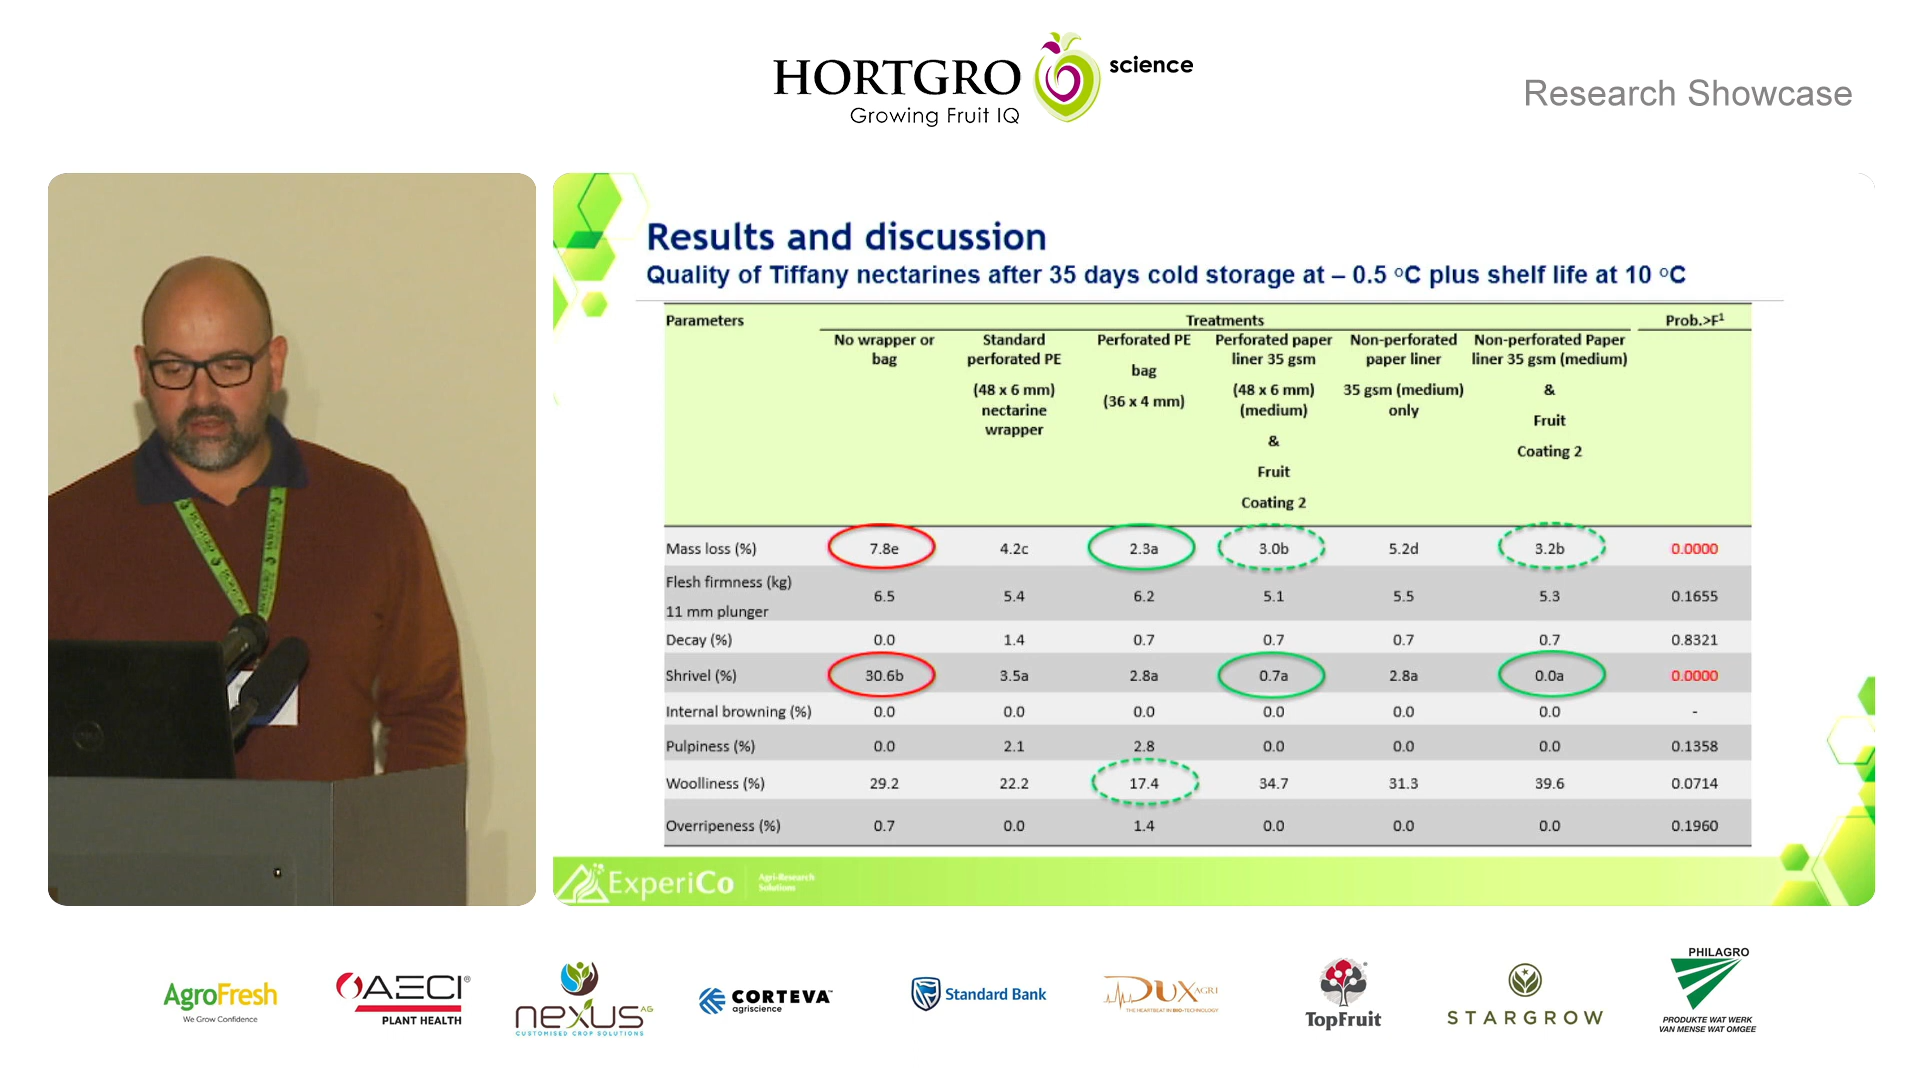 HORTGRO science
Growing Fruit IQ
Research Showcase
Results and discussion
Quality of Tiffany nectarines after 35 days cold storage at – 0.5 °C plus shelf life at 10 °C
Parameters Treatments Prob.>F¹
No wrapper or bag
Standard perforated PE
(48 x 6 mm) nectarine wrapper
Perforated PE
bag
(36 x 4 mm)
Perforated paper liner 35 gsm
(48 x 6 mm) (medium)
&
Fruit
Coating 2
Non-perforated paper liner
35 gsm (medium) only
Non-perforated Paper liner 35 gsm (medium)
&
Fruit
Coating 2
Mass loss (%) 7.8e 4.2c 2.3a 3.0b 5.2d 3.2b 0.0000
Flesh firmness (kg)
11 mm plunger 6.5 5.4 6.2 5.1 5.5 5.3 0.1655
Decay (%) 0.0 1.4 0.7 0.7 0.7 0.7 0.8321
Shrivel (%) 30.6b 3.5a 2.8a 0.7a 2.8a 0.0a 0.0000
Internal browning (%) 0.0 0.0 0.0 0.0 0.0 0.0 -
Pulpiness (%) 0.0 2.1 2.8 0.0 0.0 0.0 0.1358
Woolliness (%) 29.2 22.2 17.4 34.7 31.3 39.6 0.0714
Overripeness (%) 0.7 0.0 1.4 0.0 0.0 0.0 0.1960
ExperiCo
Agri-Research
Solutions
AgroFresh
We Grow Confidence
AECI®
PLANT HEALTH
nexus AG
CUSTOMISED CROP SOLUTIONS
CORTEVA™
agriscience
Standard Bank
DUX AGRI
THE HEARTBEAT IN BIO-TECHNOLOGY
TopFruit
STARGROW
PHILAGRO
PRODUKTE WAT WERK
VAN MENSE WAT OMGEE